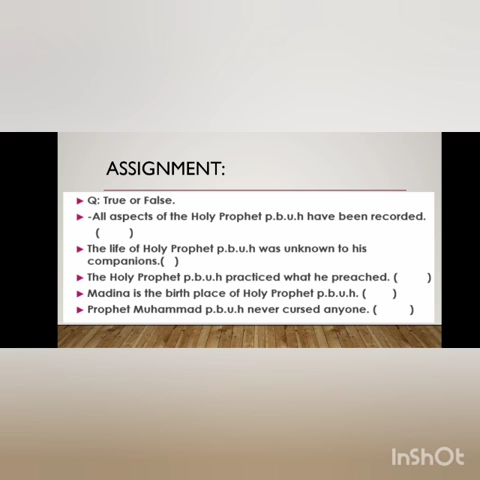 ASSIGNMENT:
Q: True or False.
-All aspects of the Holy Prophet p.b.u.h have been recorded.
( )
The life of Holy Prophet p.b.u.h was unknown to his
companions.( )
The Holy Prophet p.b.u.h practiced what he preached. ( )
Madina is the birth place of Holy Prophet p.b.u.h. ( )
Prophet Muhammad p.b.u.h never cursed anyone. ( )
InShOt